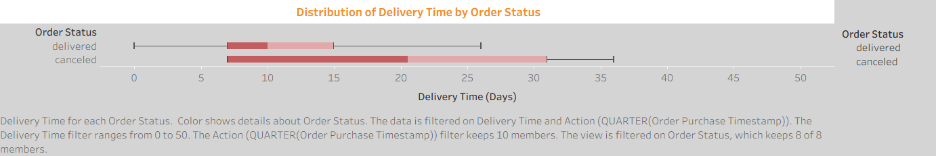 Distribution of Delivery Time by Order Status
Order Status
delivered
canceled
0 5 10 15 20 25 30 35 40 45 50
Delivery Time (Days)
Order Status
delivered
canceled
Delivery Time for each Order Status. Color shows details about Order Status. The data is filtered on Delivery Time and Action (QUARTER(Order Purchase Timestamp)). The
Delivery Time filter ranges from 0 to 50. The Action (QUARTER(Order Purchase Timestamp)) filter keeps 10 members. The view is filtered on Order Status, which keeps 8 of 8
members.